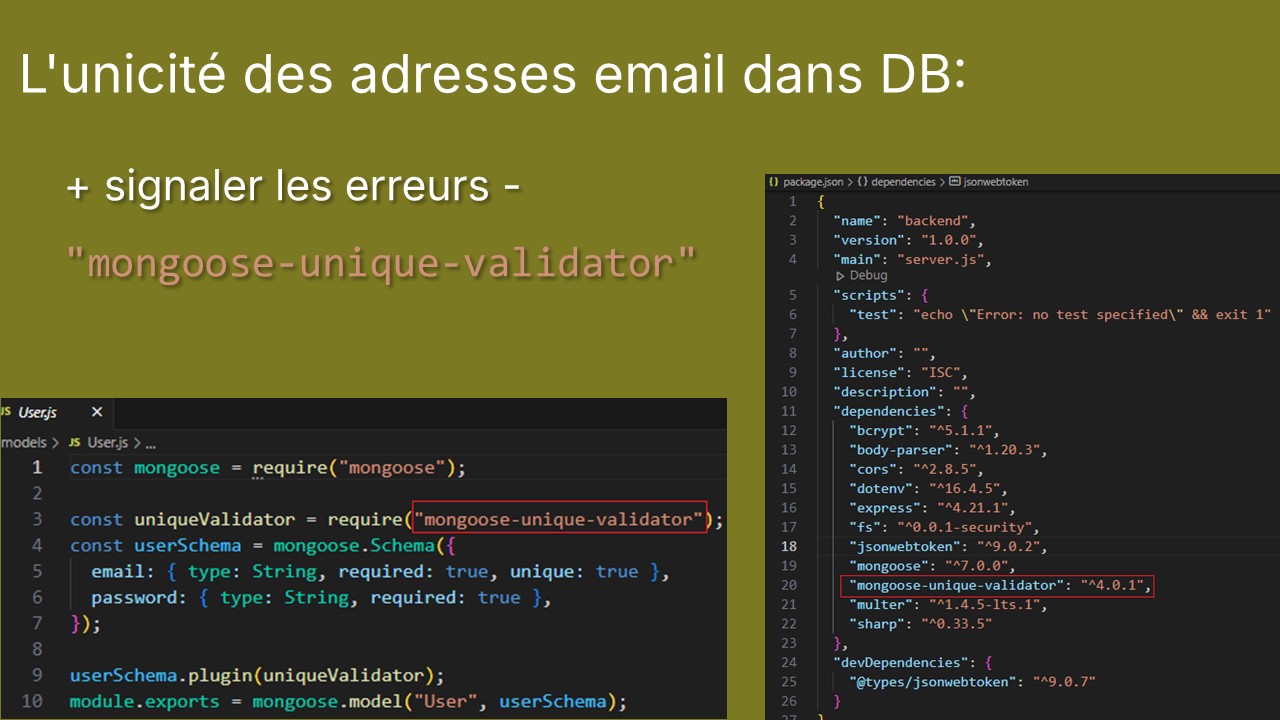 L'unicité des adresses email dans DB:
+ signaler les erreurs -
"mongoose-unique-validator"
JS User.js ×
models > JS User.js > ...
1 const mongoose = require("mongoose");
2
3 const uniqueValidator = require("mongoose-unique-validator");
4 const userSchema = mongoose.Schema({
5 email: { type: String, required: true, unique: true },
6 password: { type: String, required: true },
7 });
8
9 userSchema.plugin(uniqueValidator);
10 module.exports = mongoose.model("User", userSchema);
{} package.json > {} dependencies > jsonwebtoken
1 {
2 "name": "backend",
3 "version": "1.0.0",
4 "main": "server.js",
Debug
5 "scripts": {
6 "test": "echo \"Error: no test specified\" && exit 1"
7 },
8 "author": "",
9 "license": "ISC",
10 "description": "",
11 "dependencies": {
12 "bcrypt": "^5.1.1",
13 "body-parser": "^1.20.3",
14 "cors": "^2.8.5",
15 "dotenv": "^16.4.5",
16 "express": "^4.21.1",
17 "fs": "^0.0.1-security",
18 "jsonwebtoken": "^9.0.2",
19 "mongoose": "^7.0.0",
20 "mongoose-unique-validator": "^4.0.1",
21 "multer": "^1.4.5-lts.1",
22 "sharp": "^0.33.5"
23 },
24 "devDependencies": {
25 "@types/jsonwebtoken": "^9.0.7"
26 }
27 }